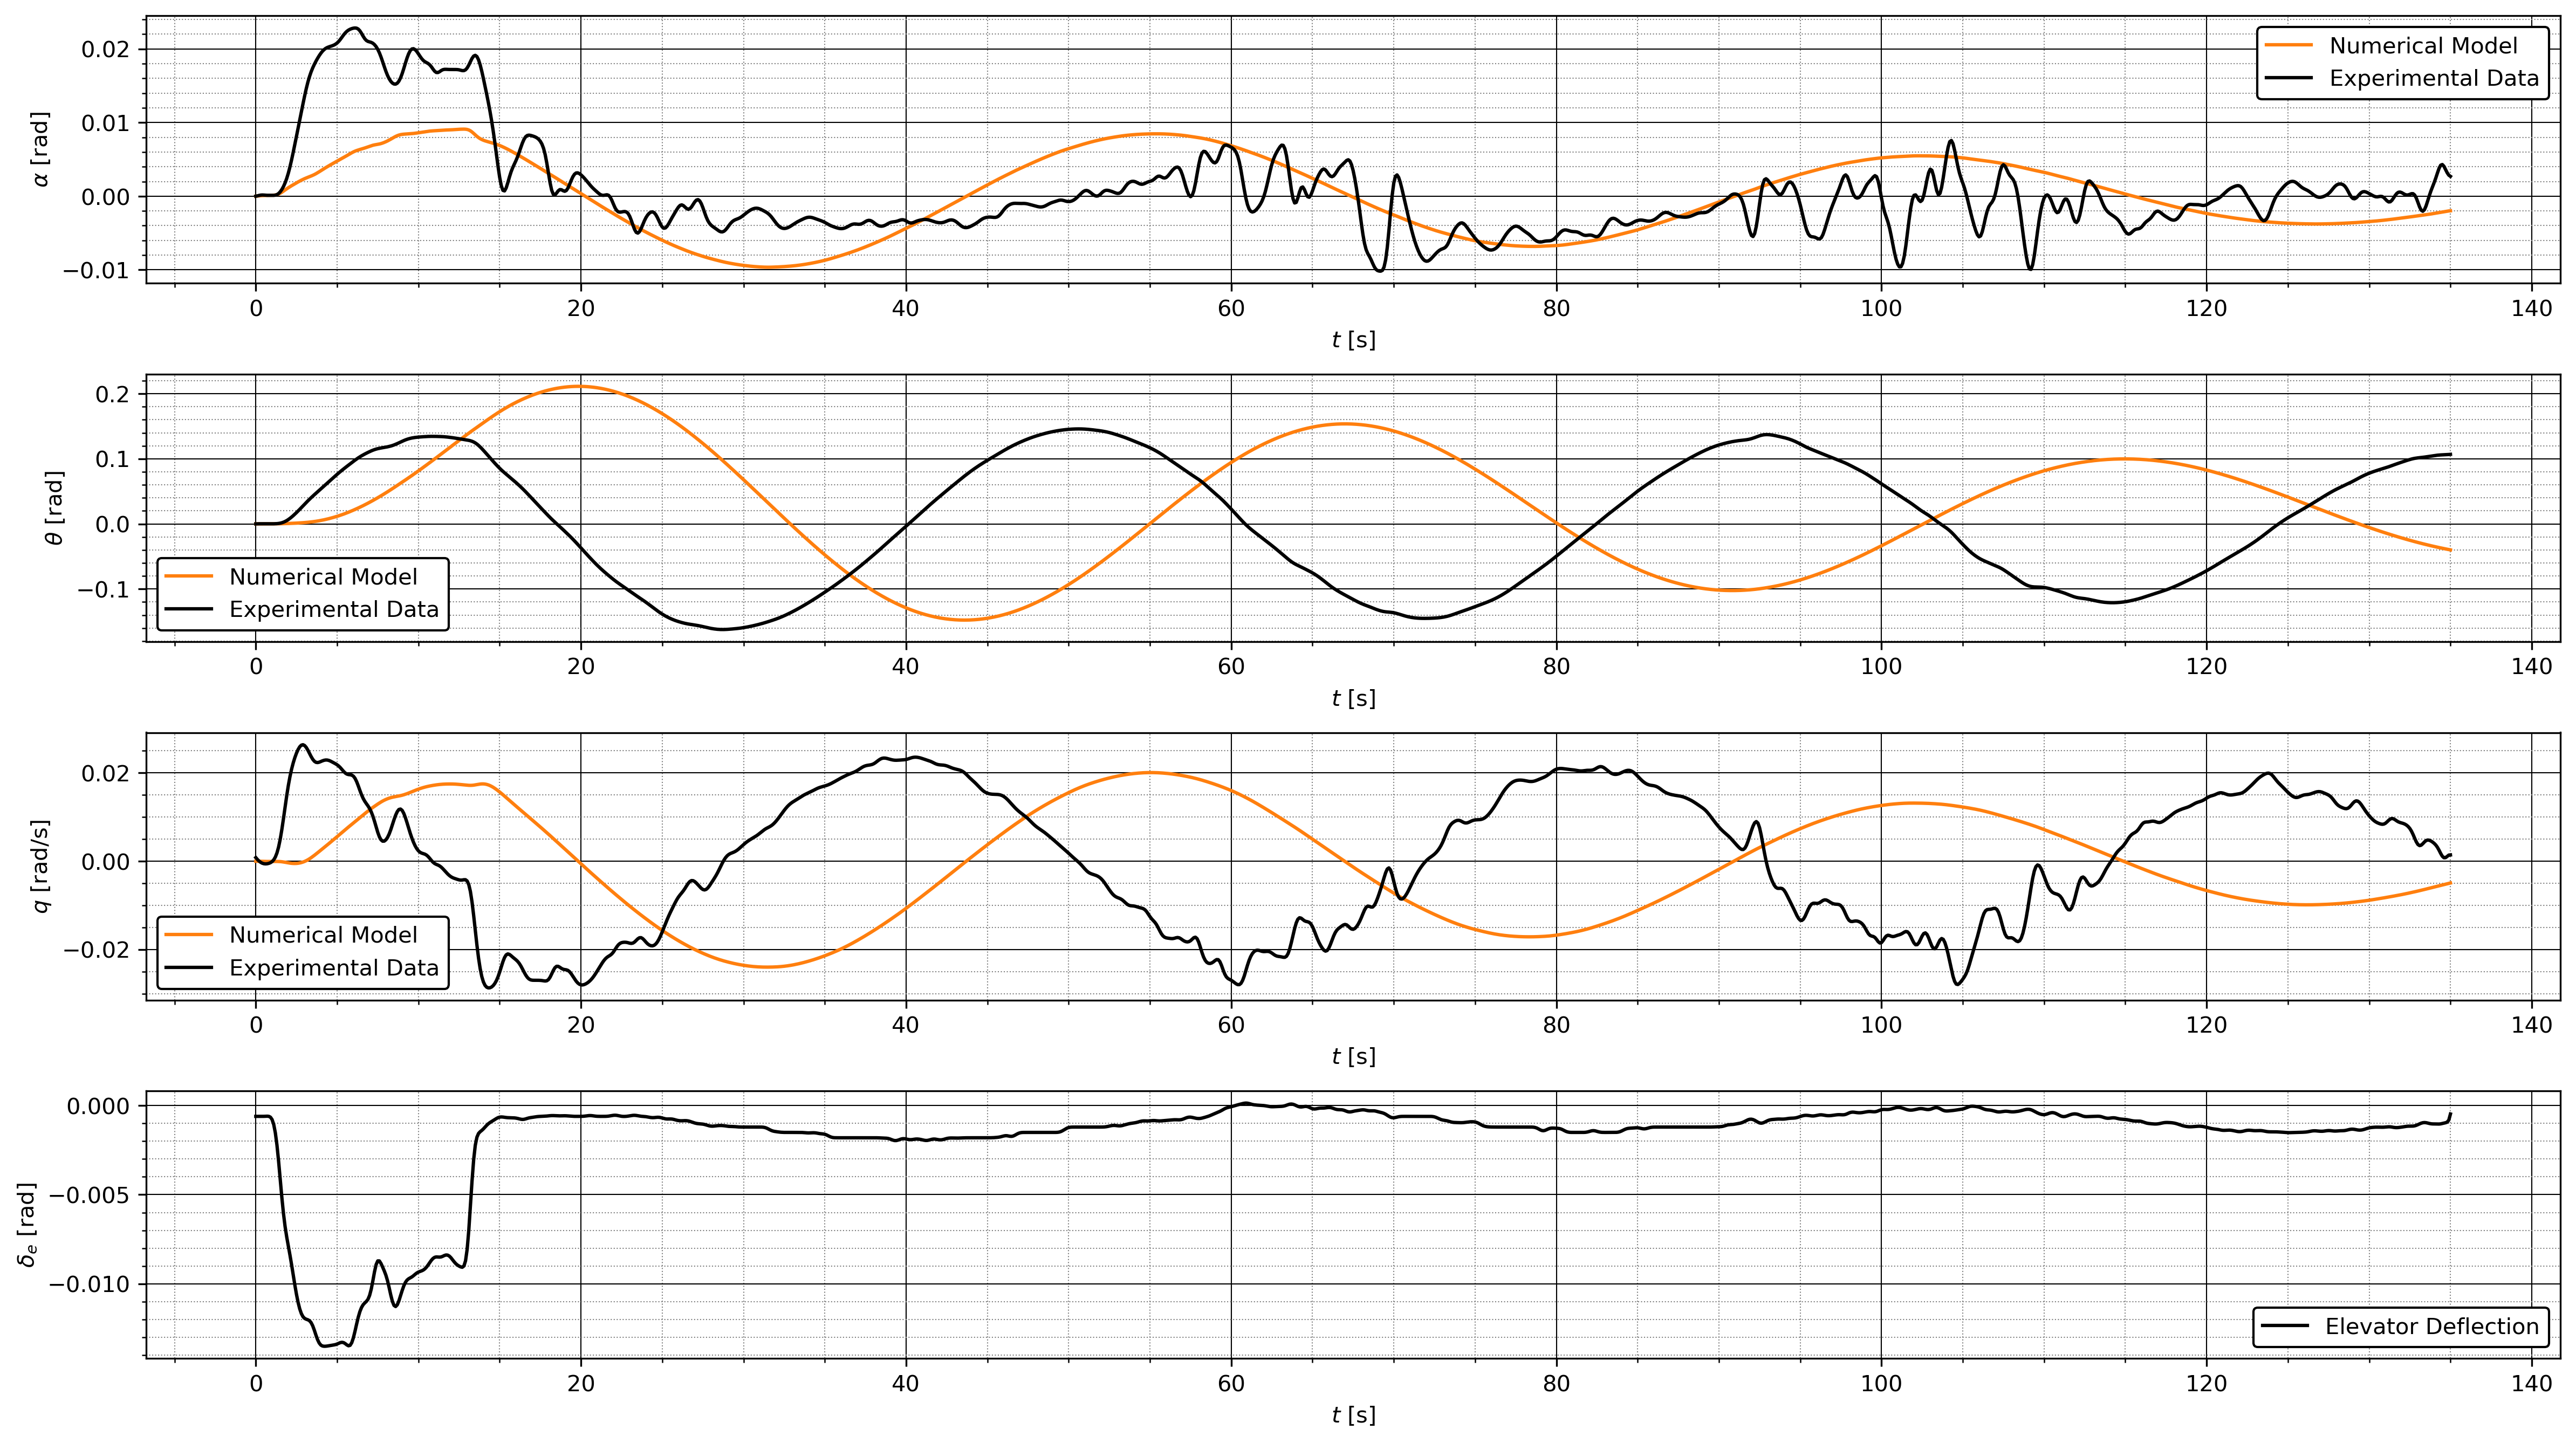 0.02
0.01
0.00
−0.01
α [rad]
Numerical Model
Experimental Data
0 20 40 60 80 100 120 140
t [s]
0.2
0.1
0.0
−0.1
θ [rad]
Numerical Model
Experimental Data
0 20 40 60 80 100 120 140
t [s]
0.02
0.00
−0.02
q [rad/s]
Numerical Model
Experimental Data
0 20 40 60 80 100 120 140
t [s]
0.000
−0.005
−0.010
δₑ [rad]
Elevator Deflection
0 20 40 60 80 100 120 140
t [s]